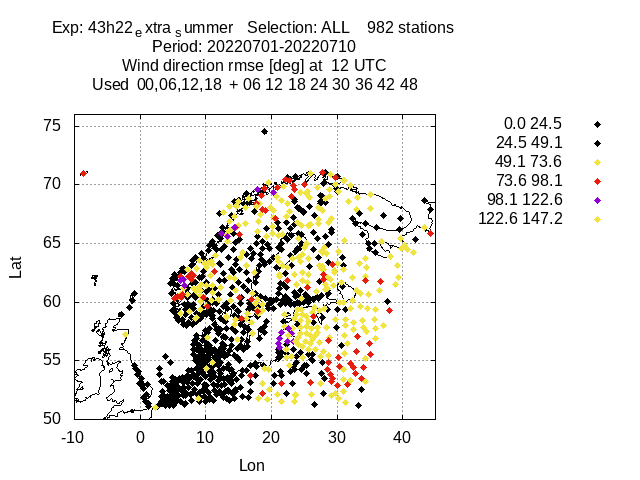 Exp: 43h22extrasummer   Selection: ALL    982 stations
Period: 20220701-20220710
Wind direction rmse [deg] at  12 UTC
Used  00,06,12,18  + 06 12 18 24 30 36 42 48
0.0 24.5
24.5 49.1
49.1 73.6
73.6 98.1
98.1 122.6
122.6 147.2
75
70
65
60
55
50
Lat
-10 0 10 20 30 40
Lon